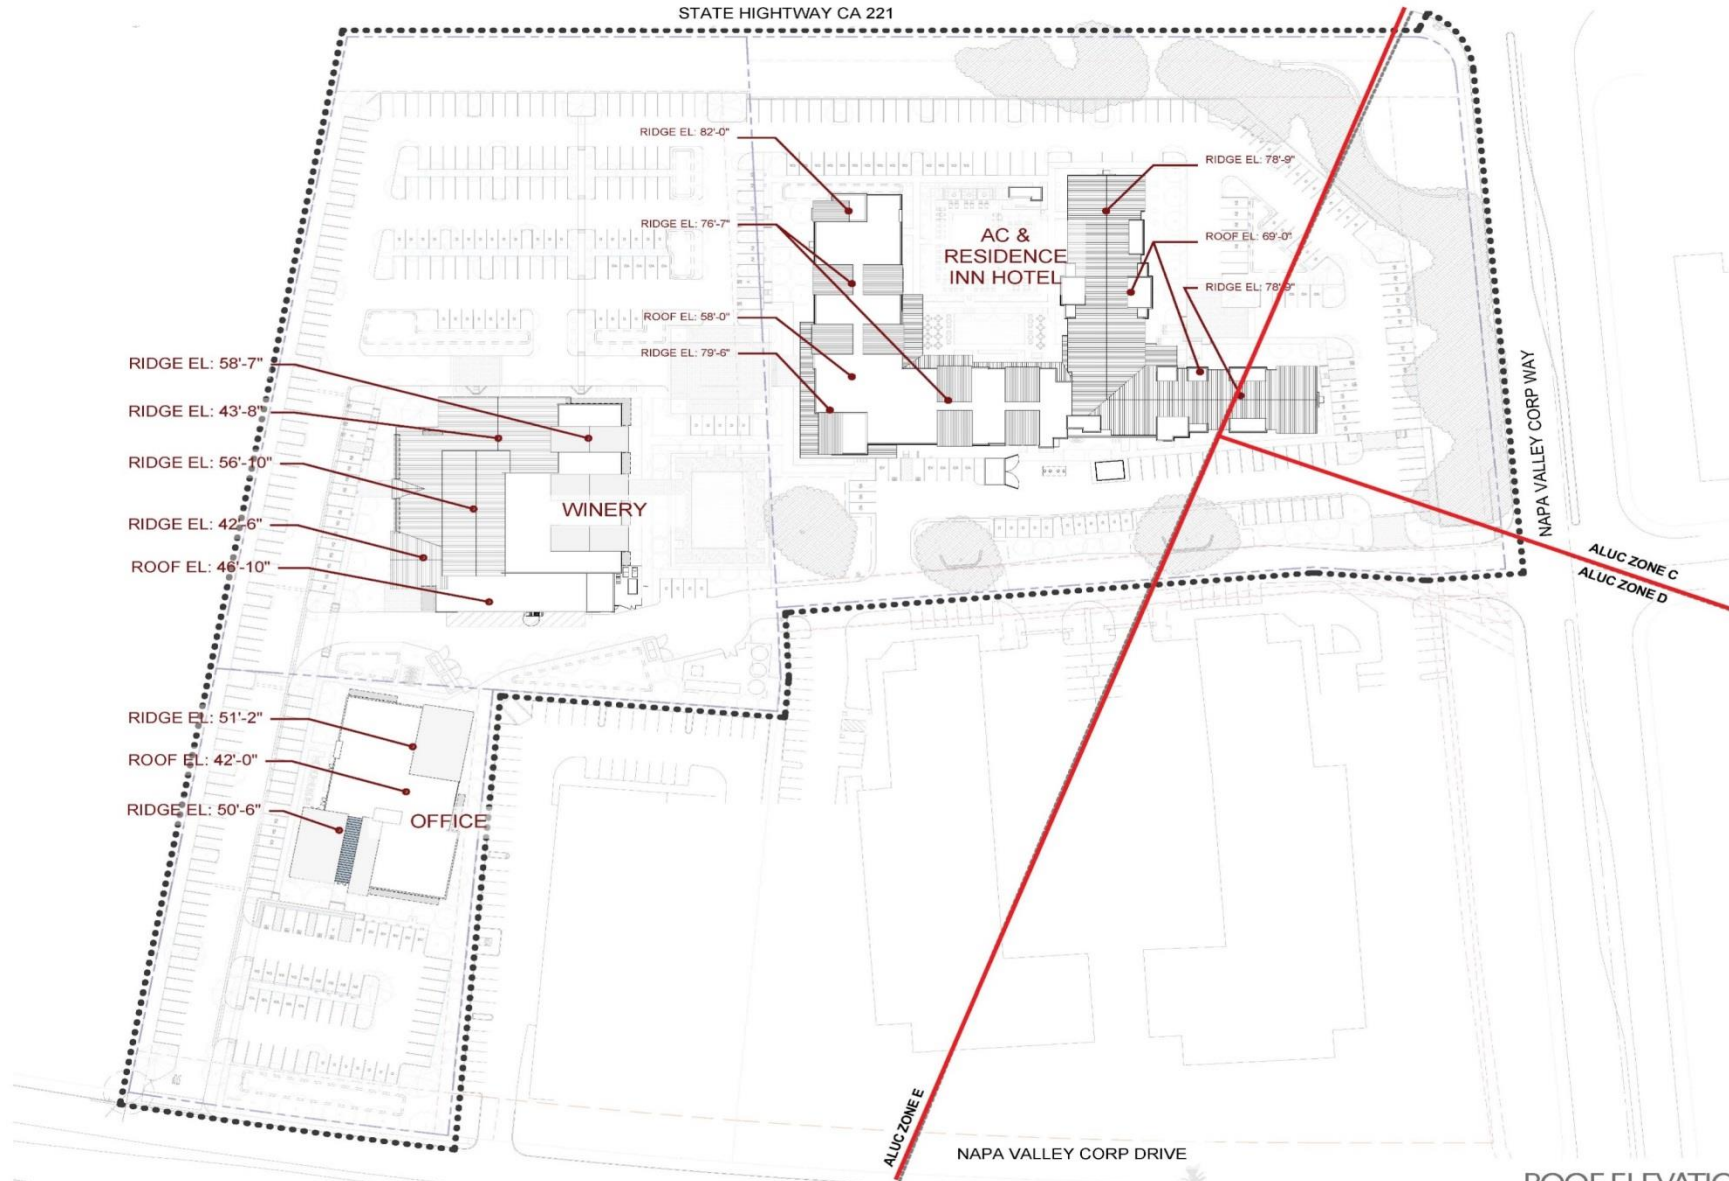 STATE HIGHTWAY CA 221
RIDGE EL: 82'-0"
RIDGE EL: 78'-9"
RIDGE EL: 76'-7"
AC &
RESIDENCE
INN HOTEL
ROOF EL: 69'-0"
RIDGE EL: 78'-9"
ROOF EL: 58'-0"
RIDGE EL: 79'-6"
RIDGE EL: 58'-7"
RIDGE EL: 43'-8"
RIDGE EL: 56'-10"
WINERY
RIDGE EL: 42'-6"
ROOF EL: 46'-10"
NAPA VALLEY CORP WAY
ALUC ZONE C
ALUC ZONE D
RIDGE EL: 51'-2"
ROOF EL: 42'-0"
RIDGE EL: 50'-6"
OFFICE
ALUC ZONE E
NAPA VALLEY CORP DRIVE